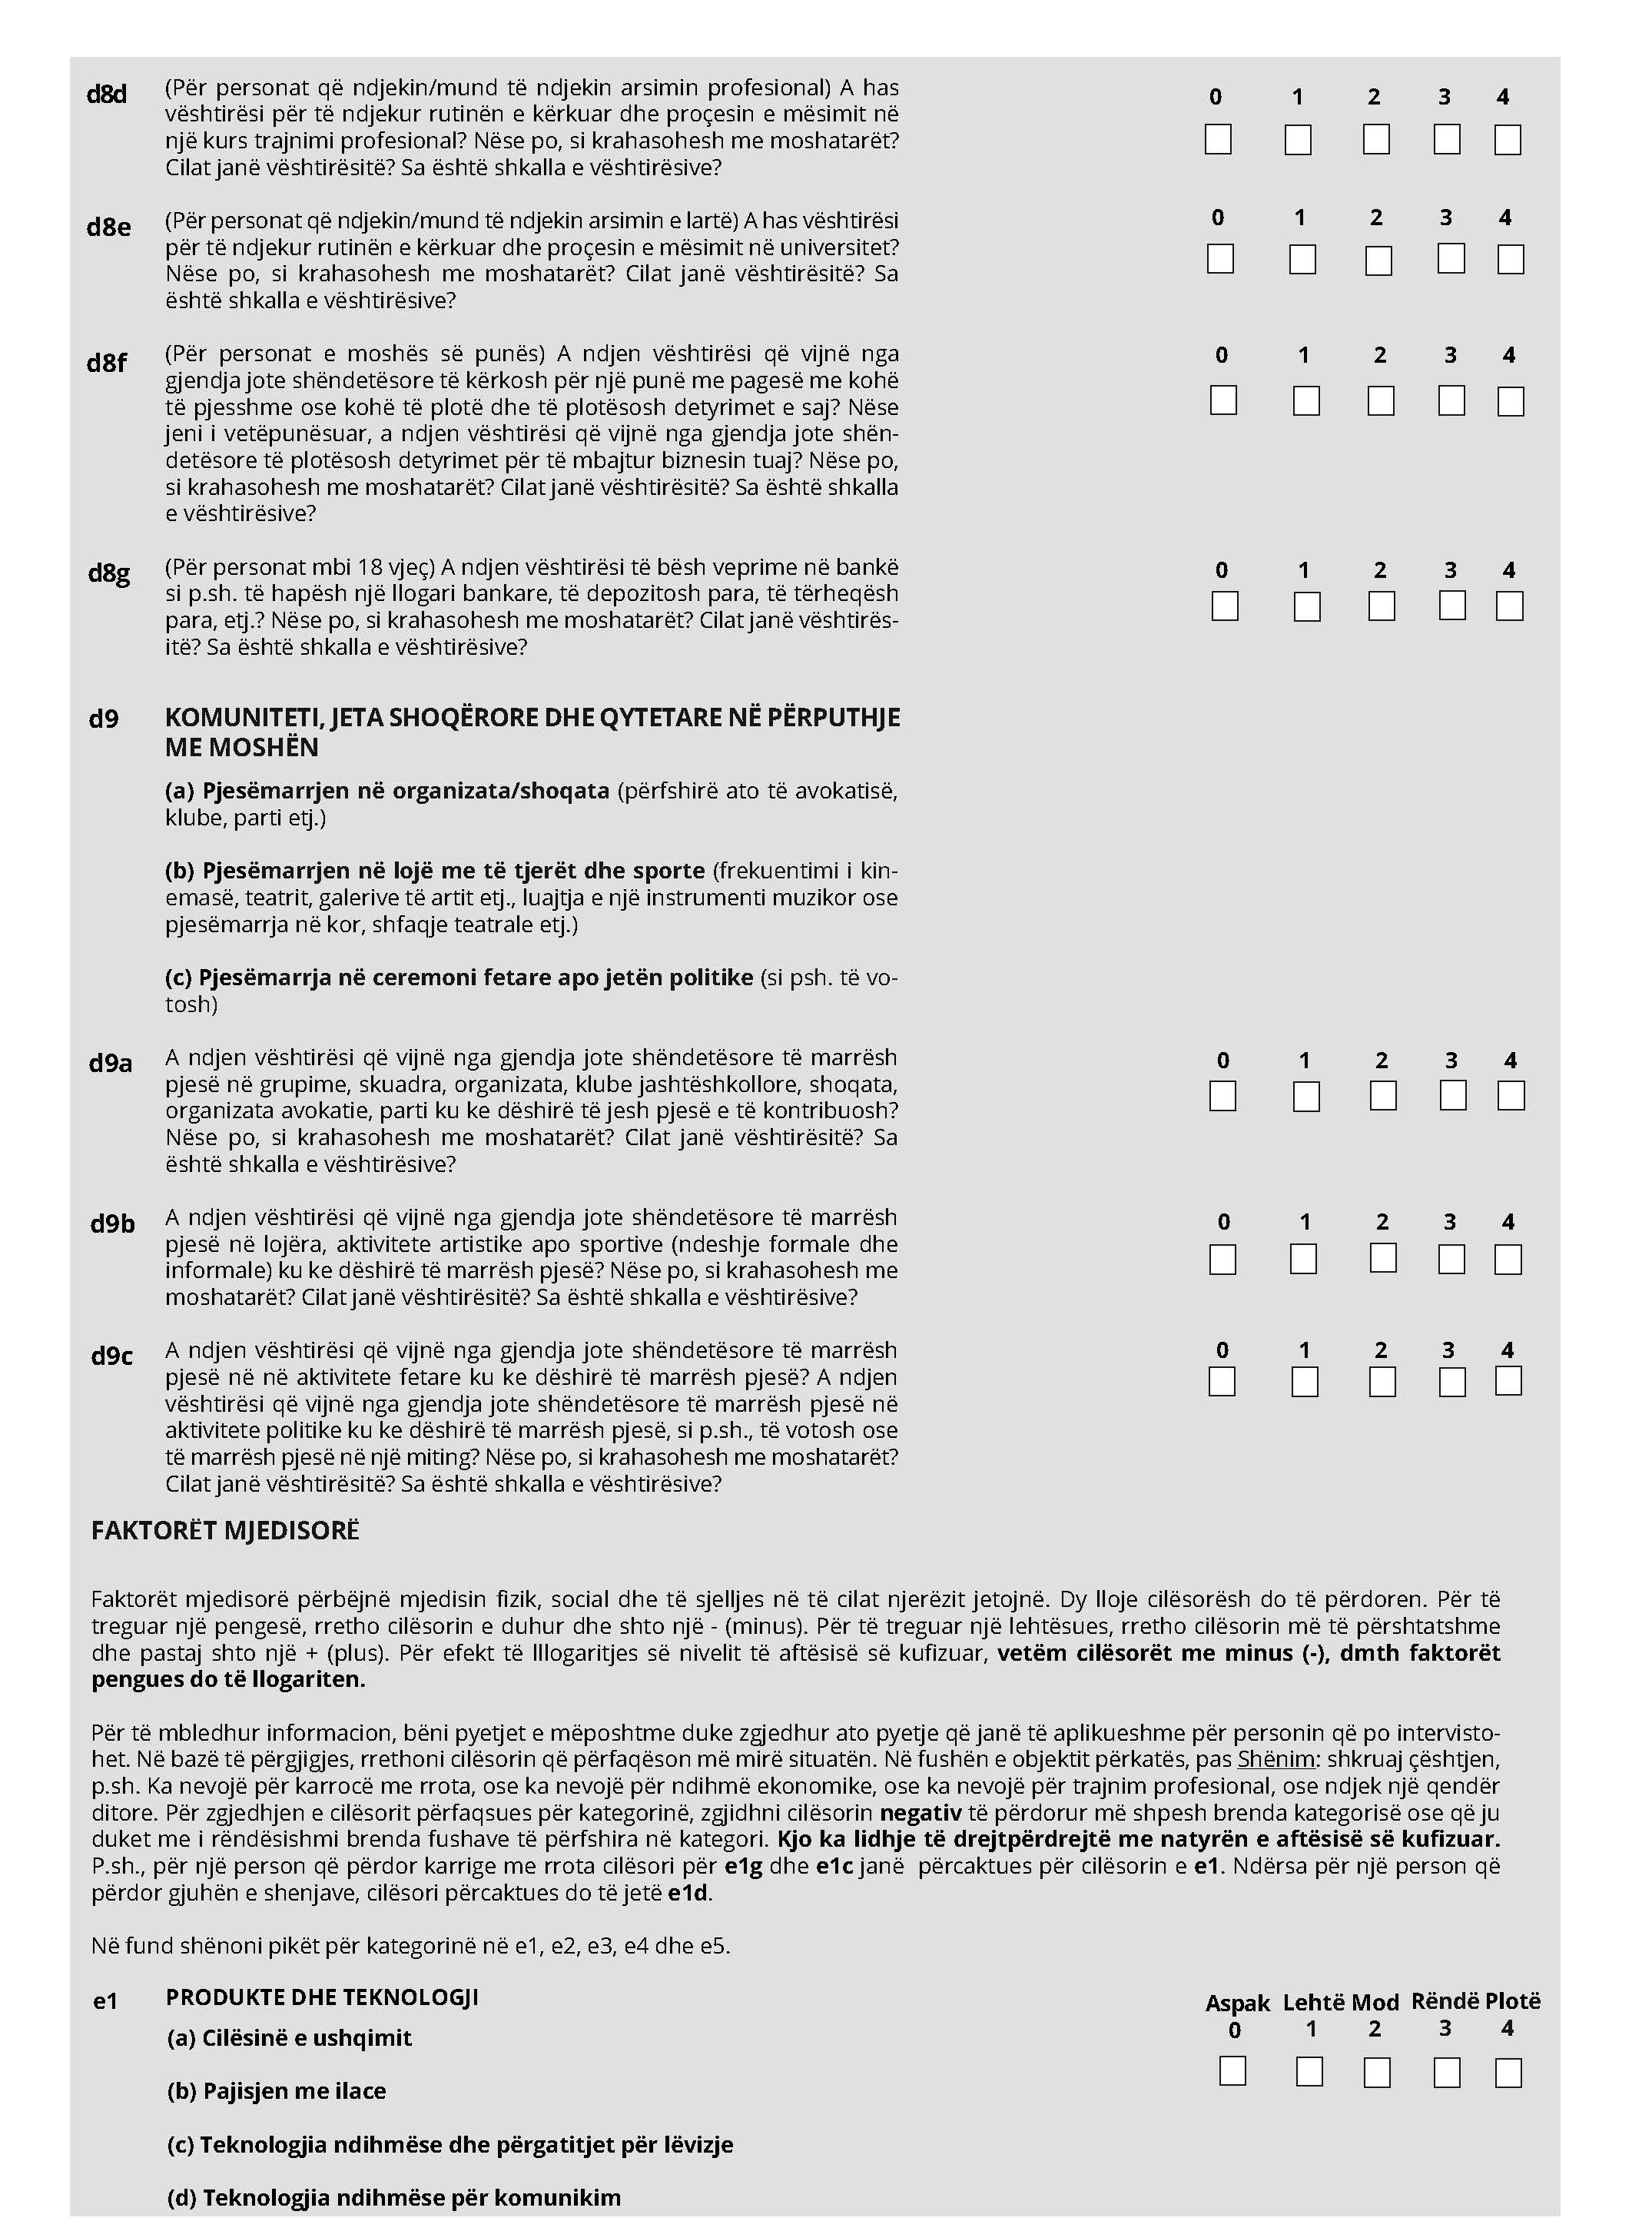 d8d (Për personat që ndjekin/mund të ndjekin arsimin profesional) A has 0 1 2 3 4
vështirësi për të ndjekur rutinën e kërkuar dhe proçesin e mësimit në
një kurs trajnimi profesional? Nëse po, si krahasohesh me moshatarët?
Cilat janë vështirësitë? Sa është shkalla e vështirësive?
d8e (Për personat që ndjekin/mund të ndjekin arsimin e lartë) A has vështirësi 0 1 2 3 4
për të ndjekur rutinën e kërkuar dhe proçesin e mësimit në universitet?
Nëse po, si krahasohesh me moshatarët? Cilat janë vështirësitë? Sa
është shkalla e vështirësive?
d8f (Për personat e moshës së punës) A ndjen vështirësi që vijnë nga 0 1 2 3 4
gjendja jote shëndetësore të kërkosh për një punë me pagesë me kohë
të pjesshme ose kohë të plotë dhe të plotësosh detyrimet e saj? Nëse
jeni i vetëpunësuar, a ndjen vështirësi që vijnë nga gjendja jote shën-
detësore të plotësosh detyrimet për të mbajtur biznesin tuaj? Nëse po,
si krahasohesh me moshatarët? Cilat janë vështirësitë? Sa është shkalla
e vështirësive?
d8g (Për personat mbi 18 vjeç) A ndjen vështirësi të bësh veprime në bankë 0 1 2 3 4
si p.sh. të hapësh një llogari bankare, të depozitosh para, të tërheqësh
para, etj.? Nëse po, si krahasohesh me moshatarët? Cilat janë vështirës-
itë? Sa është shkalla e vështirësive?
d9 KOMUNITETI, JETA SHOQËRORE DHE QYTETARE NË PËRPUTHJE
ME MOSHËN
(a) Pjesëmarrjen në organizata/shoqata (përfshirë ato të avokatisë,
klube, parti etj.)
(b) Pjesëmarrjen në lojë me të tjerët dhe sporte (frekuentimi i kin-
emasë, teatrit, galerive të artit etj., luajtja e një instrumenti muzikor ose
pjesëmarrja në kor, shfaqje teatrale etj.)
(c) Pjesëmarrja në ceremoni fetare apo jetën politike (si psh. të vo-
tosh)
d9a A ndjen vështirësi që vijnë nga gjendja jote shëndetësore të marrësh 0 1 2 3 4
pjesë në grupime, skuadra, organizata, klube jashtëshkollore, shoqata,
organizata avokatie, parti ku ke dëshirë të jesh pjesë e të kontribuosh?
Nëse po, si krahasohesh me moshatarët? Cilat janë vështirësitë? Sa
është shkalla e vështirësive?
d9b A ndjen vështirësi që vijnë nga gjendja jote shëndetësore të marrësh 0 1 2 3 4
pjesë në lojëra, aktivitete artistike apo sportive (ndeshje formale dhe
informale) ku ke dëshirë të marrësh pjesë? Nëse po, si krahasohesh me
moshatarët? Cilat janë vështirësitë? Sa është shkalla e vështirësive?
d9c A ndjen vështirësi që vijnë nga gjendja jote shëndetësore të marrësh 0 1 2 3 4
pjesë në në aktivitete fetare ku ke dëshirë të marrësh pjesë? A ndjen
vështirësi që vijnë nga gjendja jote shëndetësore të marrësh pjesë në
aktivitete politike ku ke dëshirë të marrësh pjesë, si p.sh., të votosh ose
të marrësh pjesë në një miting? Nëse po, si krahasohesh me moshatarët?
Cilat janë vështirësitë? Sa është shkalla e vështirësive?
FAKTORËT MJEDISORË
Faktorët mjedisorë përbëjnë mjedisin fizik, social dhe të sjelljes në të cilat njerëzit jetojnë. Dy lloje cilësorësh do të përdoren. Për të
treguar një pengesë, rretho cilësorin e duhur dhe shto një - (minus). Për të treguar një lehtësues, rretho cilësorin më të përshtatshme
dhe pastaj shto një + (plus). Për efekt të lllogaritjes së nivelit të aftësisë së kufizuar, vetëm cilësorët me minus (-), dmth faktorët
pengues do të llogariten.
Për të mbledhur informacion, bëni pyetjet e mëposhtme duke zgjedhur ato pyetje që janë të aplikueshme për personin që po intervisto-
het. Në bazë të përgjigjes, rrethoni cilësorin që përfaqëson më mirë situatën. Në fushën e objektit përkatës, pas Shënim: shkruaj çështjen,
p.sh. Ka nevojë për karrocë me rrota, ose ka nevojë për ndihmë ekonomike, ose ka nevojë për trajnim profesional, ose ndjek një qendër
ditore. Për zgjedhjen e cilësorit përfaqsues për kategorinë, zgjidhni cilësorin negativ të përdorur më shpesh brenda kategorisë ose që ju
duket me i rëndësishmi brenda fushave të përfshira në kategori. Kjo ka lidhje të drejtpërdrejtë me natyrën e aftësisë së kufizuar.
P.sh., për një person që përdor karrige me rrota cilësori për e1g dhe e1c janë përcaktues për cilësorin e e1. Ndërsa për një person që
përdor gjuhën e shenjave, cilësori përcaktues do të jetë e1d.
Në fund shënoni pikët për kategorinë në e1, e2, e3, e4 dhe e5.
e1 PRODUKTE DHE TEKNOLOGJI Aspak Lehtë Mod Rëndë Plotë
0 1 2 3 4
(a) Cilësinë e ushqimit
(b) Pajisjen me ilace
(c) Teknologjia ndihmëse dhe përgatitjet për lëvizje
(d) Teknologjia ndihmëse për komunikim